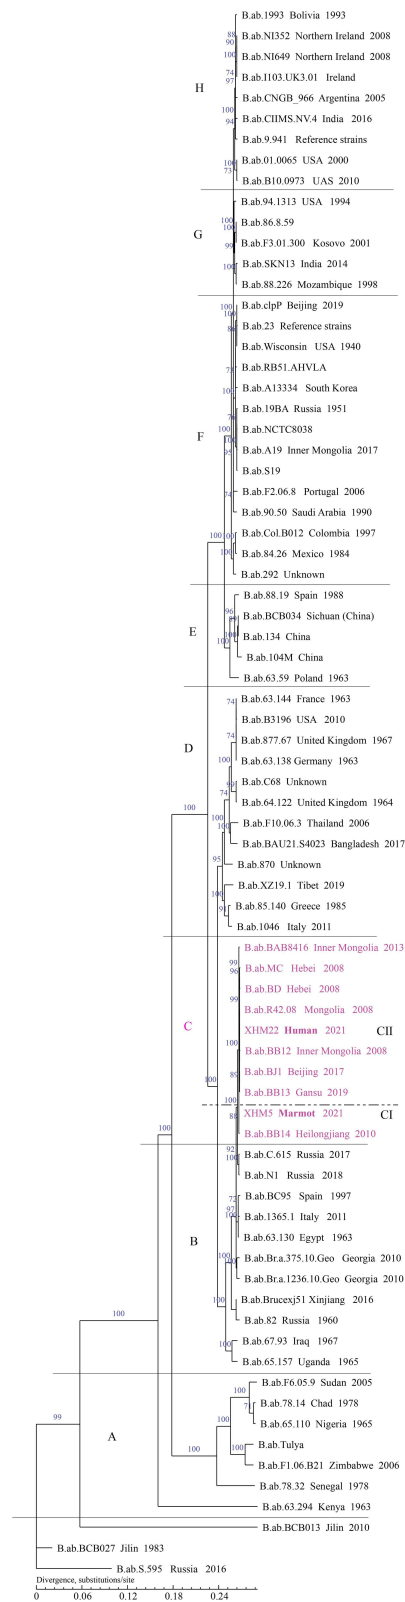 B.ab.1993 Bolivia 1993
B.ab.NI352 Northern Ireland 2008
B.ab.NI649 Northern Ireland 2008
B.ab.I103.UK3.01 Ireland
H
B.ab.CNGB_966 Argentina 2005
B.ab.CIIMS.NV.4 India 2016
B.ab.9.941 Reference strains
B.ab.01.0065 USA 2000
B.ab.B10.0973 UAS 2010
B.ab.94.1313 USA 1994
B.ab.86.8.59
G
B.ab.F3.01.300 Kosovo 2001
B.ab.SKN13 India 2014
B.ab.88.226 Mozambique 1998
B.ab.clpP Beijing 2019
B.ab.23 Reference strains
B.ab.Wisconsin USA 1940
B.ab.RB51.AHVLA
B.ab.A13334 South Korea
B.ab.19BA Russia 1951
B.ab.NCTC8038
F
B.ab.A19 Inner Mongolia 2017
B.ab.S19
B.ab.F2.06.8 Portugal 2006
B.ab.90.50 Saudi Arabia 1990
B.ab.Col.B012 Colombia 1997
B.ab.84.26 Mexico 1984
B.ab.292 Unknown
B.ab.88.19 Spain 1988
B.ab.BCB034 Sichuan (China)
E
B.ab.134 China
B.ab.104M China
B.ab.63.59 Poland 1963
B.ab.63.144 France 1963
B.ab.B3196 USA 2010
D
B.ab.877.67 United Kingdom 1967
B.ab.63.138 Germany 1963
B.ab.C68 Unknown
B.ab.64.122 United Kingdom 1964
B.ab.F10.06.3 Thailand 2006
B.ab.BAU21.S4023 Bangladesh 2017
B.ab.870 Unknown
B.ab.XZ19.1 Tibet 2019
B.ab.85.140 Greece 1985
B.ab.1046 Italy 2011
B.ab.BAB8416 Inner Mongolia 2013
B.ab.MC Hebei 2008
B.ab.BD Hebei 2008
B.ab.R42.08 Mongolia 2008
C
XHM22 Human 2021 CII
B.ab.BB12 Inner Mongolia 2008
B.ab.BJ1 Beijing 2017
B.ab.BB13 Gansu 2019
XHM5 Marmot 2021 CI
B.ab.BB14 Heilongjiang 2010
B.ab.C.615 Russia 2017
B.ab.N1 Russia 2018
B.ab.BC95 Spain 1997
B.ab.1365.1 Italy 2011
B.ab.63.130 Egypt 1963
B
B.ab.Br.a.375.10.Geo Georgia 2010
B.ab.Br.a.1236.10.Geo Georgia 2010
B.ab.Brucexj51 Xinjiang 2016
B.ab.82 Russia 1960
B.ab.67.93 Iraq 1967
B.ab.65.157 Uganda 1965
B.ab.F6.05.9 Sudan 2005
B.ab.78.14 Chad 1978
B.ab.65.110 Nigeria 1965
A
B.ab.Tulya
B.ab.F1.06.B21 Zimbabwe 2006
B.ab.78.32 Senegal 1978
B.ab.63.294 Kenya 1963
B.ab.BCB013 Jilin 2010
B.ab.BCB027 Jilin 1983
B.ab.S.595 Russia 2016
Divergence, substitutions/site
0 0.06 0.12 0.18 0.24